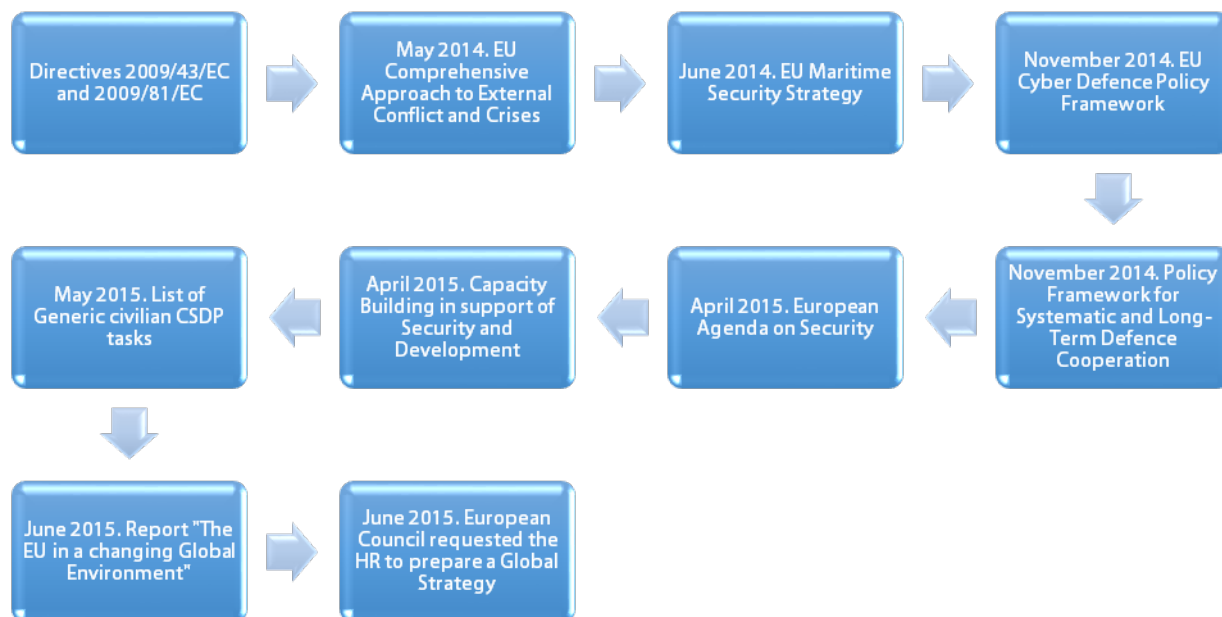 Directives 2009/43/EC
and 2009/81/EC
May 2014. EU
Comprehensive
Approach to External
Conflict and Crises
June 2014. EU Maritime
Security Strategy
November 2014. EU
Cyber Defence Policy
Framework
November 2014. Policy
Framework for
Systematic and Long-
Term Defence
Cooperation
April 2015. European
Agenda on Security
April 2015. Capacity
Building in support of
Security and
Development
May 2015. List of
Generic civilian CSDP
tasks
June 2015. Report "The
EU in a changing Global
Environment"
June 2015. European
Council requested the
HR to prepare a Global
Strategy